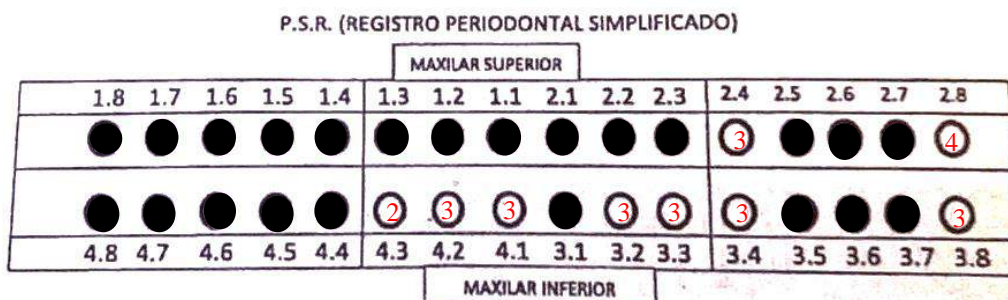 P.S.R. (REGISTRO PERIODONTAL SIMPLIFICADO)
MAXILAR SUPERIOR
1.8 1.7 1.6 1.5 1.4 1.3 1.2 1.1 2.1 2.2 2.3 2.4 2.5 2.6 2.7 2.8
3 4
2 3 3 3 3 3 3
4.8 4.7 4.6 4.5 4.4 4.3 4.2 4.1 3.1 3.2 3.3 3.4 3.5 3.6 3.7 3.8
MAXILAR INFERIOR